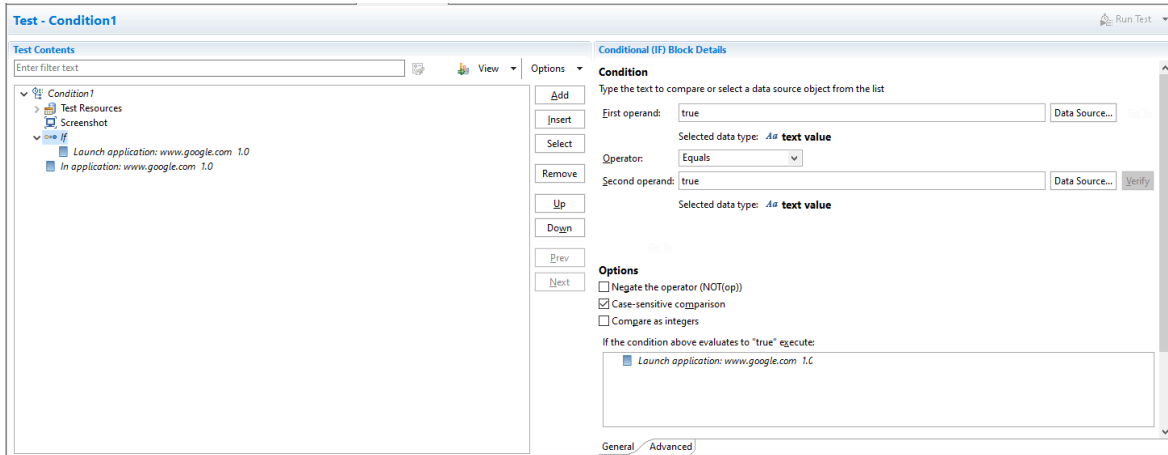 Test - Condition1
Run Test
Test Contents
Enter filter text
View
Options
Condition1
Test Resources
Screenshot
If
Launch application: www.google.com 1.0
In application: www.google.com 1.0
Add
Insert
Select
Remove
Up
Down
Prev
Next
Conditional (IF) Block Details
Condition
Type the text to compare or select a data source object from the list
First operand: true Data Source...
Selected data type: Aa text value
Operator: Equals
Second operand: true Data Source... Verify
Selected data type: Aa text value
Options
Negate the operator (NOT(op))
Case-sensitive comparison
Compare as integers
If the condition above evaluates to "true" execute:
Launch application: www.google.com 1.0
General Advanced